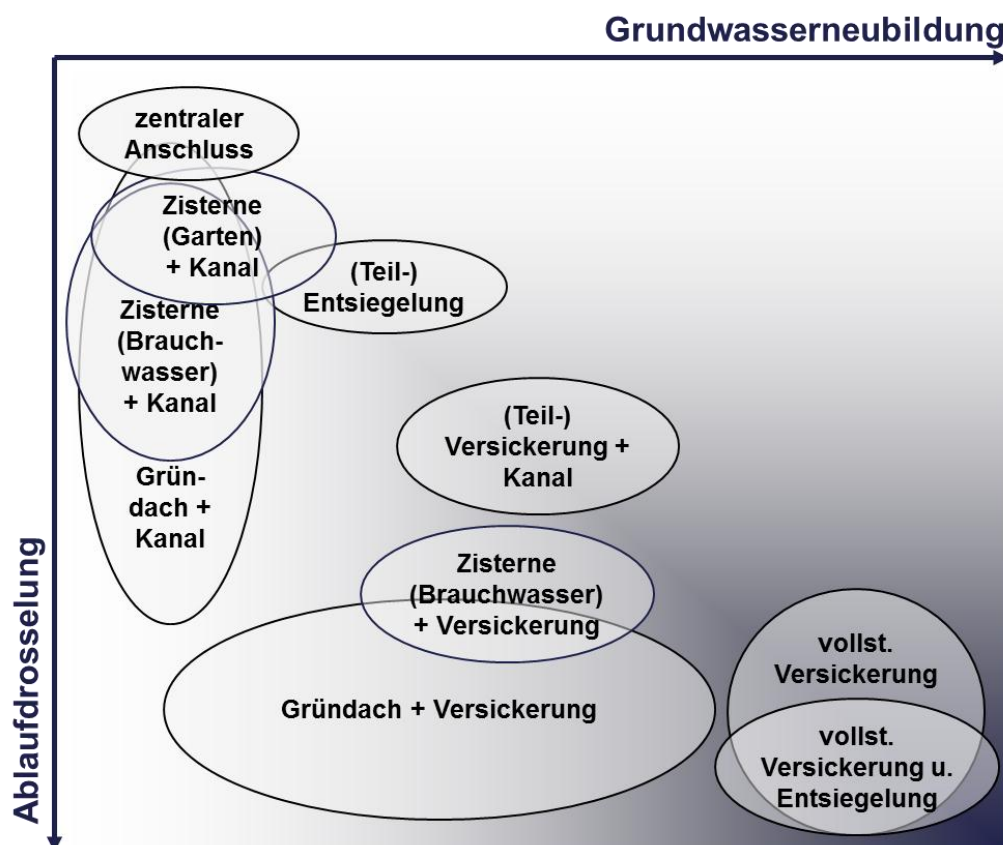 Grundwasserneubildung
zentraler
Anschluss
Zisterne
(Garten)
+ Kanal
(Teil-)
Entsiegelung
Zisterne
(Brauch-
wasser)
+ Kanal
(Teil-)
Versickerung +
Kanal
Grün-
dach +
Kanal
Zisterne
(Brauchwasser)
+ Versickerung
Gründach + Versickerung
vollst.
Versickerung
vollst.
Versickerung u.
Entsiegelung
Ablaufdrosselung